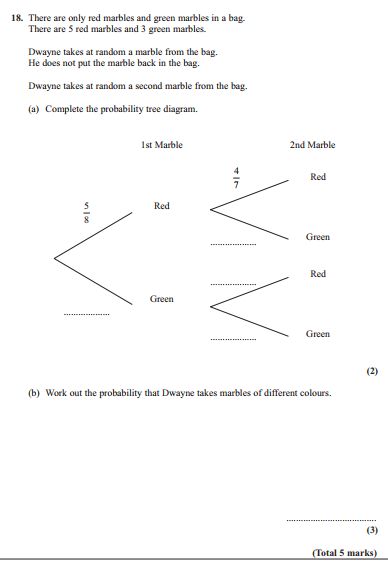 18. There are only red marbles and green marbles in a bag.
There are 5 red marbles and 3 green marbles.
Dwayne takes at random a marble from the bag.
He does not put the marble back in the bag.
Dwayne takes at random a second marble from the bag.
(a) Complete the probability tree diagram.
1st Marble 2nd Marble
4/7
Red
5/8
Red
....................
Green
....................
Red
Green
....................
....................
Green
(2)
(b) Work out the probability that Dwayne takes marbles of different colours.
..................................
(3)
(Total 5 marks)